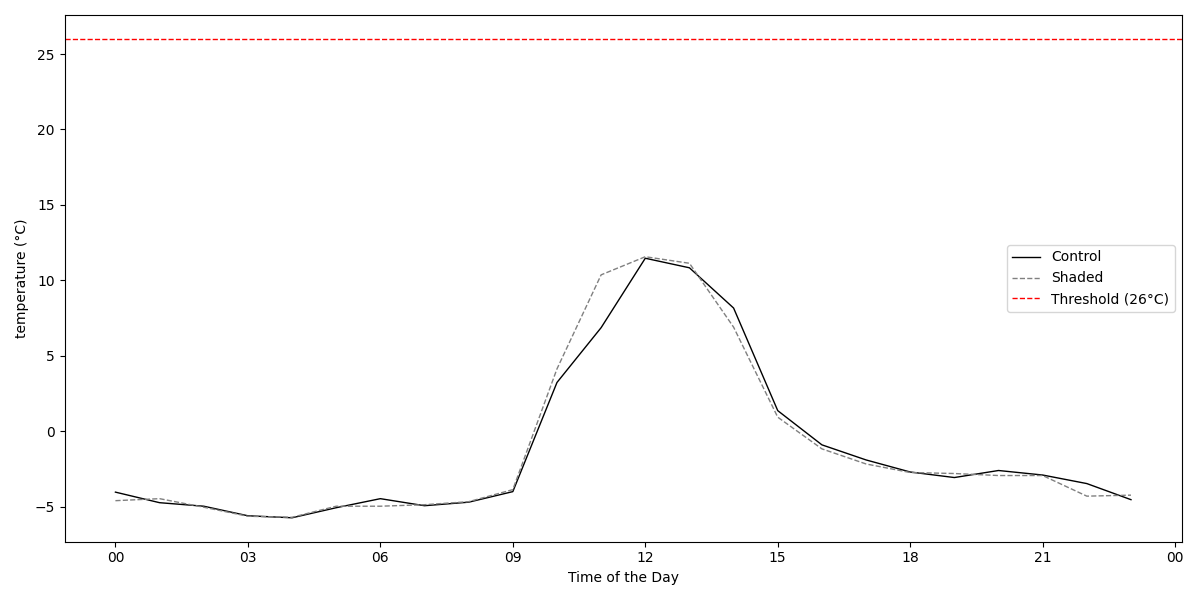 25
20
15
10
5
0
−5
temperature (°C)
Control
Shaded
Threshold (26°C)
00 03 06 09 12 15 18 21 00
Time of the Day